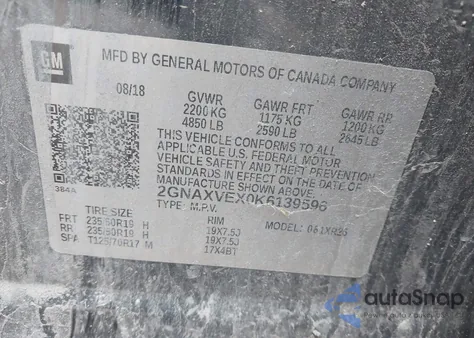 GM
MFD BY GENERAL MOTORS OF CANADA COMPANY
08/18
GVWR GAWR FRT GAWR RR
2200 KG 1175 KG 1200 KG
4850 LB 2590 LB 2645 LB
THIS VEHICLE CONFORMS TO ALL
APPLICABLE U.S. FEDERAL MOTOR
VEHICLE SAFETY AND THEFT PREVENTION
STANDARDS IN EFFECT ON THE DATE OF
MANUFACTURE SHOWN ABOVE.
384A
2GNAXVEX0K6139596
TYPE: M.P.V.
TIRE SIZE RIM
FRT 235/50R19 H 19X7.5J
RR 235/50R19 H 19X7.5J
SPA T125/70R17 M 17X4BT
autoSnap